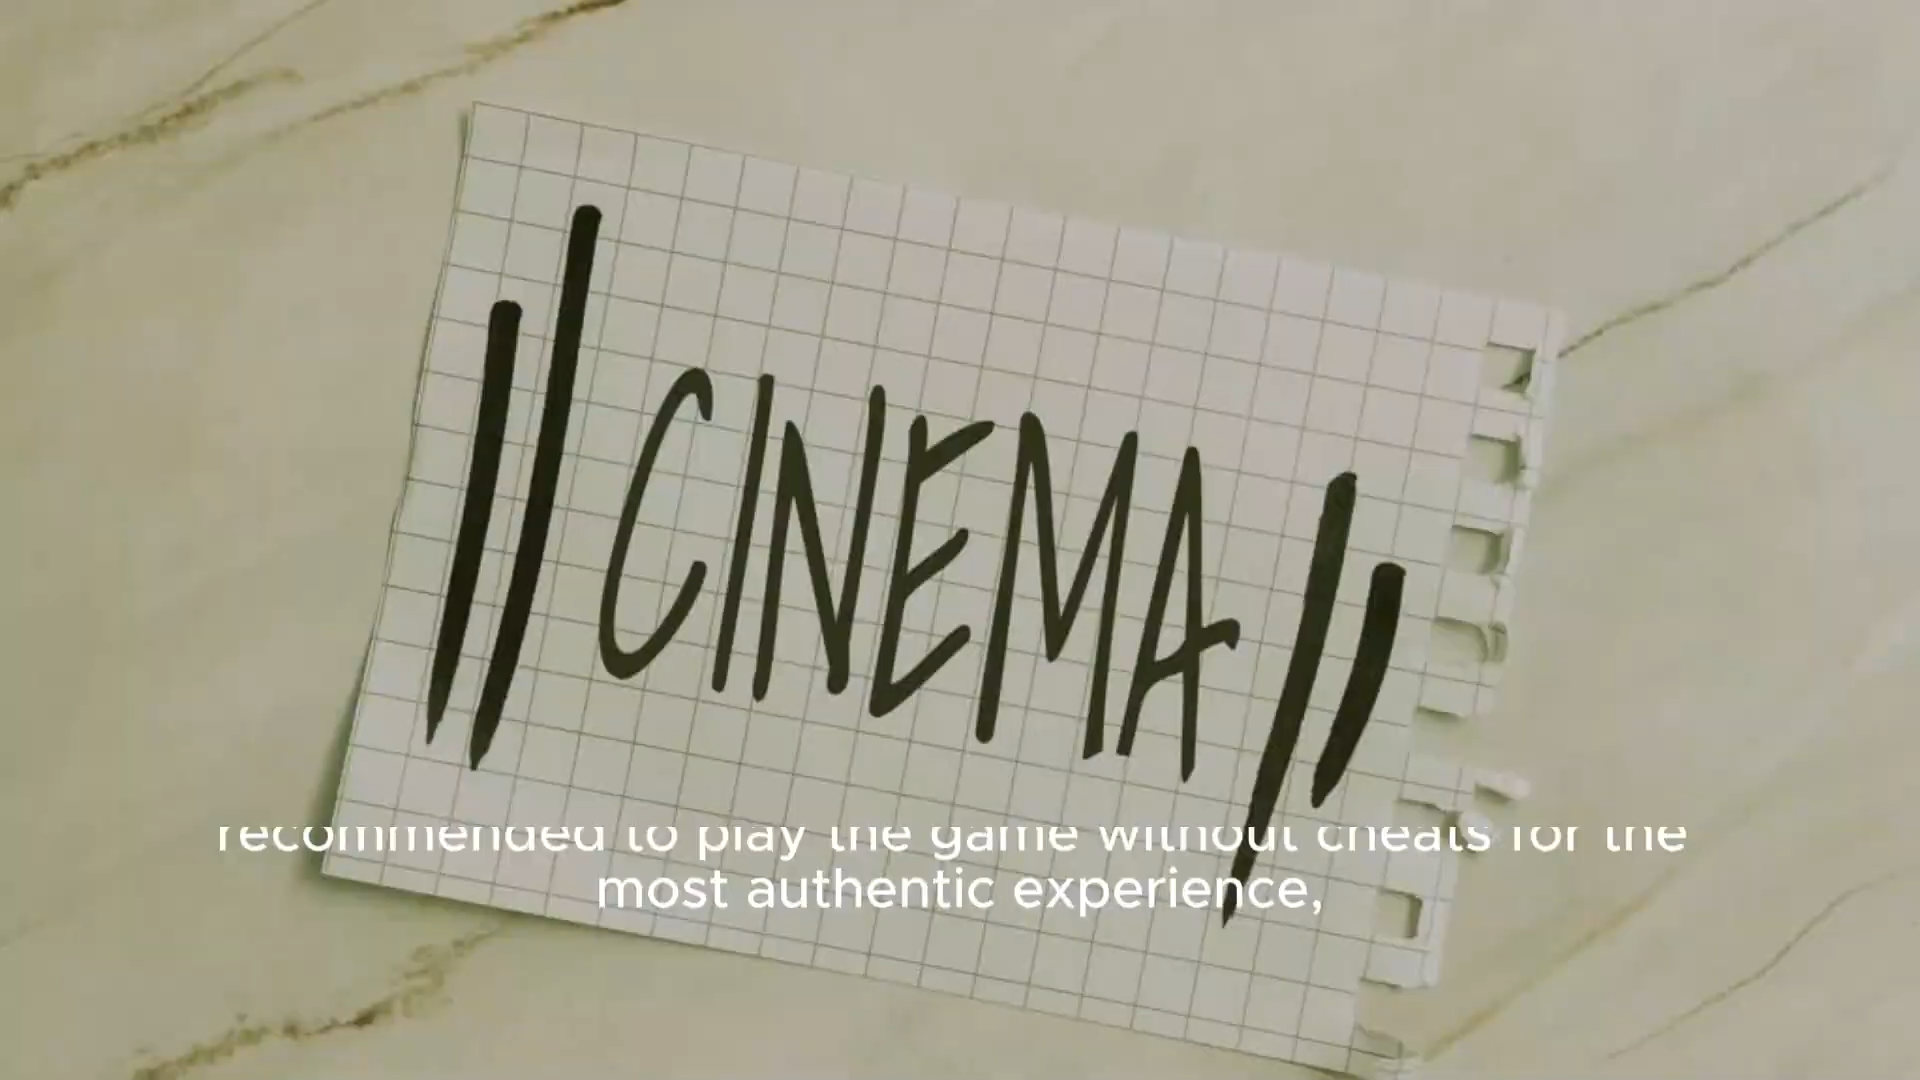 CINEMA
recommended to play the game without cheats for the
most authentic experience,